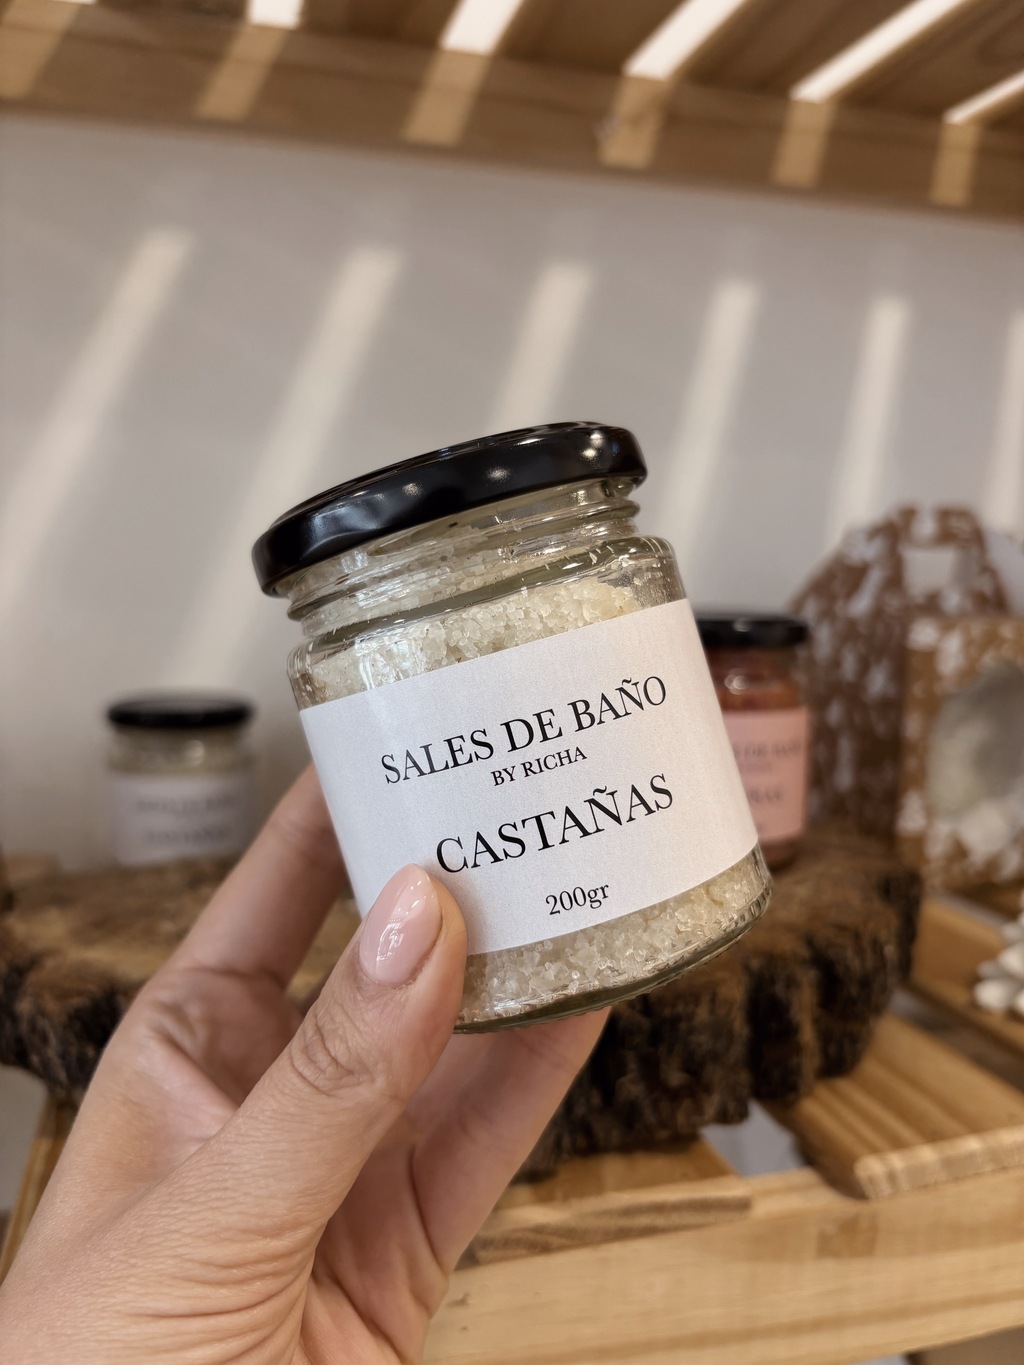 SALES DE BAÑO
BY RICHA
CASTAÑAS
200gr